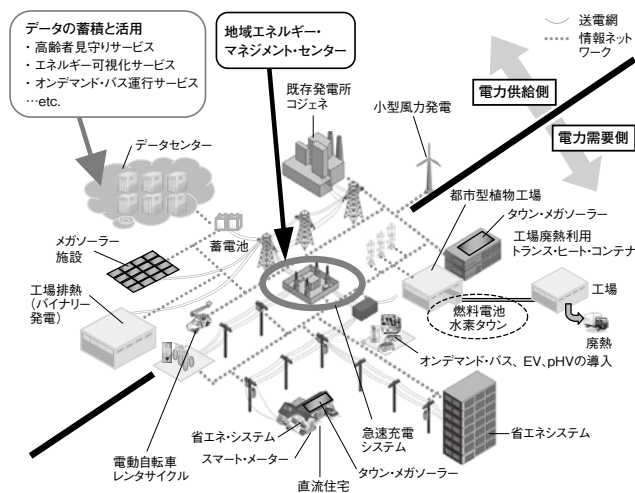 データの蓄積と活用
・高齢者見守りサービス
・エネルギー可視化サービス
・オンデマンド・バス運行サービス
…etc.
地域エネルギー・
マネジメント・センター
送電網
情報ネット
ワーク
電力供給側
電力需要側
既存発電所
コジェネ
小型風力発電
データセンター
都市型植物工場
タウン・メガソーラー
工場廃熱利用
トランス・ヒート・コンテナ
蓄電池
メガソーラー
施設
工場排熱
（バイナリー
発電）
工場
燃料電池
水素タウン
廃熱
オンデマンド・バス、EV、pHVの導入
電動自転車
レンタサイクル
省エネ・システム
スマート・メーター
直流住宅
急速充電
システム
タウン・メガソーラー
省エネシステム